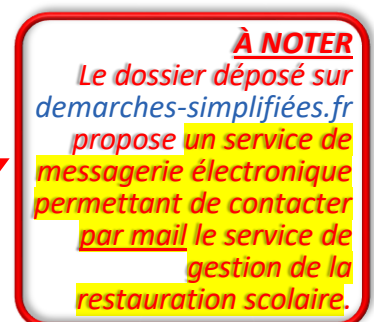 À NOTER
Le dossier déposé sur
demarches-simplifiées.fr
propose un service de
messagerie électronique
permettant de contacter
par mail le service de
gestion de la
restauration scolaire.